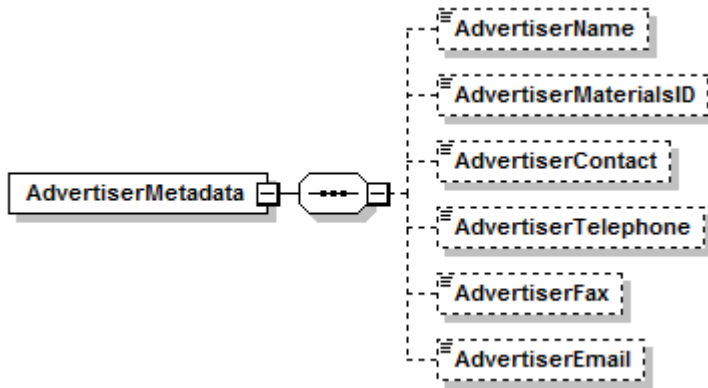 AdvertiserName
AdvertiserMaterialsID
AdvertiserContact
AdvertiserMetadata
AdvertiserTelephone
AdvertiserFax
AdvertiserEmail